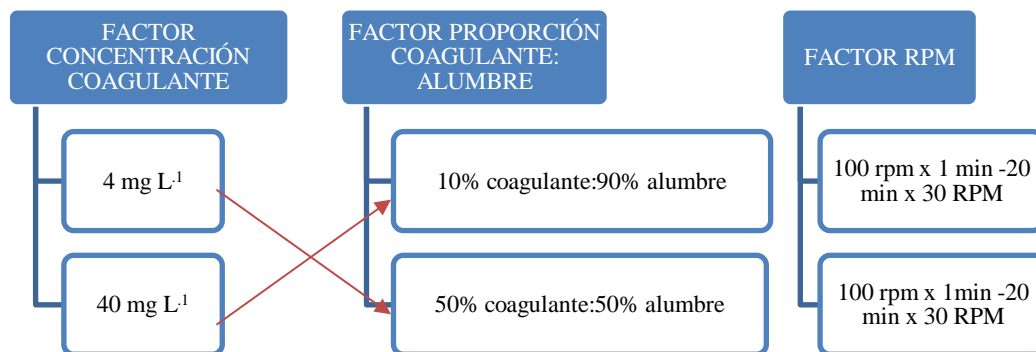 FACTOR
CONCENTRACIÓN
COAGULANTE
4 mg L.1
40 mg L.1
FACTOR PROPORCIÓN
COAGULANTE:
ALUMBRE
10% coagulante:90% alumbre
50% coagulante:50% alumbre
FACTOR RPM
100 rpm x 1 min -20
min x 30 RPM
100 rpm x 1min -20
min x 30 RPM